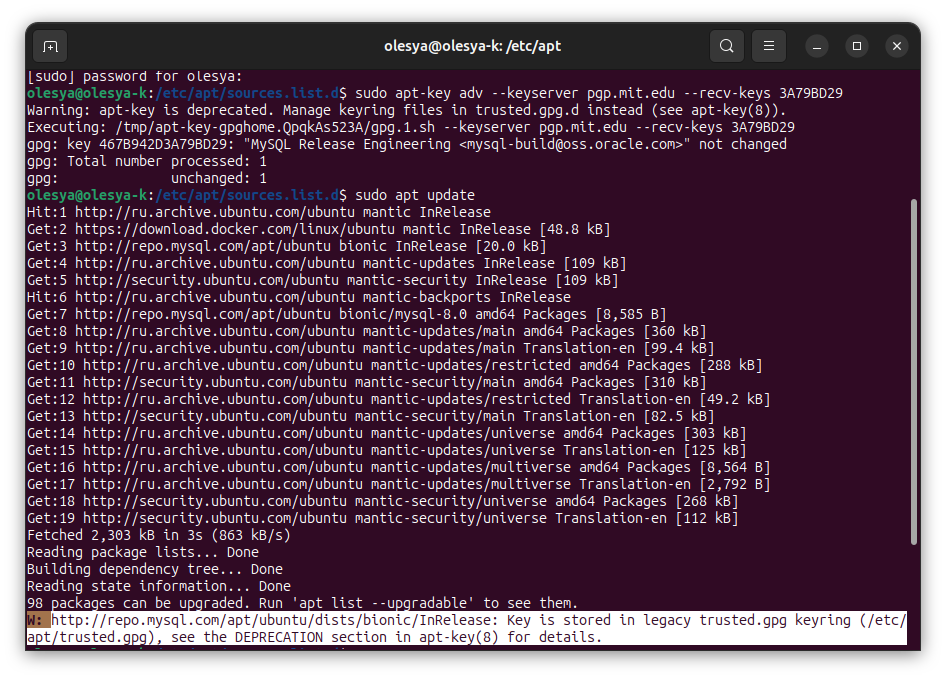 olesya@olesya-k: /etc/apt
[sudo] password for olesya:
olesya@olesya-k:/etc/apt/sources.list.d$ sudo apt-key adv --keyserver pgp.mit.edu --recv-keys 3A79BD29
Warning: apt-key is deprecated. Manage keyring files in trusted.gpg.d instead (see apt-key(8)).
Executing: /tmp/apt-key-gpghome.QpqkAs523A/gpg.1.sh --keyserver pgp.mit.edu --recv-keys 3A79BD29
gpg: key 467B942D3A79BD29: "MySQL Release Engineering <mysql-build@oss.oracle.com>" not changed
gpg: Total number processed: 1
gpg:              unchanged: 1
olesya@olesya-k:/etc/apt/sources.list.d$ sudo apt update
Hit:1 http://ru.archive.ubuntu.com/ubuntu mantic InRelease
Get:2 https://download.docker.com/linux/ubuntu mantic InRelease [48.8 kB]
Get:3 http://repo.mysql.com/apt/ubuntu bionic InRelease [20.0 kB]
Get:4 http://ru.archive.ubuntu.com/ubuntu mantic-updates InRelease [109 kB]
Get:5 http://security.ubuntu.com/ubuntu mantic-security InRelease [109 kB]
Hit:6 http://ru.archive.ubuntu.com/ubuntu mantic-backports InRelease
Get:7 http://repo.mysql.com/apt/ubuntu bionic/mysql-8.0 amd64 Packages [8,585 B]
Get:8 http://ru.archive.ubuntu.com/ubuntu mantic-updates/main amd64 Packages [360 kB]
Get:9 http://ru.archive.ubuntu.com/ubuntu mantic-updates/main Translation-en [99.4 kB]
Get:10 http://ru.archive.ubuntu.com/ubuntu mantic-updates/restricted amd64 Packages [288 kB]
Get:11 http://security.ubuntu.com/ubuntu mantic-security/main amd64 Packages [310 kB]
Get:12 http://ru.archive.ubuntu.com/ubuntu mantic-updates/restricted Translation-en [49.2 kB]
Get:13 http://security.ubuntu.com/ubuntu mantic-security/main Translation-en [82.5 kB]
Get:14 http://ru.archive.ubuntu.com/ubuntu mantic-updates/universe amd64 Packages [303 kB]
Get:15 http://ru.archive.ubuntu.com/ubuntu mantic-updates/universe Translation-en [125 kB]
Get:16 http://ru.archive.ubuntu.com/ubuntu mantic-updates/multiverse amd64 Packages [8,564 B]
Get:17 http://ru.archive.ubuntu.com/ubuntu mantic-updates/multiverse Translation-en [2,792 B]
Get:18 http://security.ubuntu.com/ubuntu mantic-security/universe amd64 Packages [268 kB]
Get:19 http://security.ubuntu.com/ubuntu mantic-security/universe Translation-en [112 kB]
Fetched 2,303 kB in 3s (863 kB/s)
Reading package lists... Done
Building dependency tree... Done
Reading state information... Done
98 packages can be upgraded. Run 'apt list --upgradable' to see them.
W: http://repo.mysql.com/apt/ubuntu/dists/bionic/InRelease: Key is stored in legacy trusted.gpg keyring (/etc/
apt/trusted.gpg), see the DEPRECATION section in apt-key(8) for details.